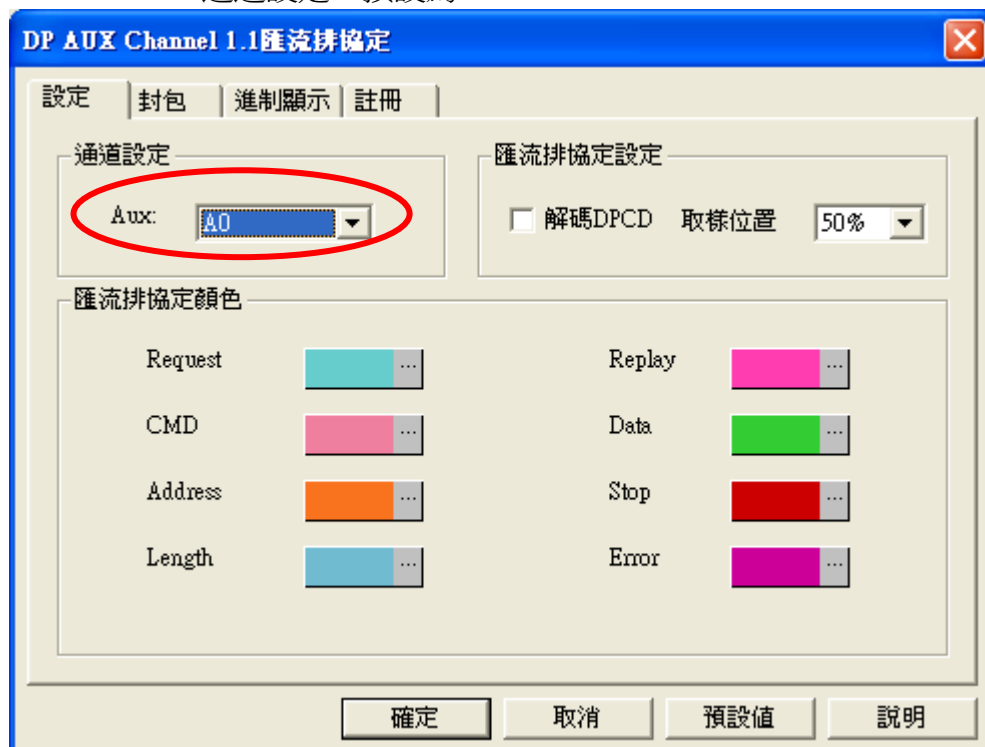 DP AUX Channel 1.1匯流排協定
設定 封包 進制顯示 註冊
通道設定
Aux: A0
匯流排協定設定
解碼DPCD 取樣位置 50%
匯流排協定顏色
Request ... Replay ...
CMD ... Data ...
Address ... Stop ...
Length ... Error ...
確定 取消 預設值 說明